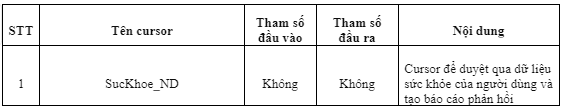 STT
Tên cursor
Tham số
đầu vào
Tham số
đầu ra
Nội dung
1
SucKhoe_ND
Không
Không
Cursor để duyệt qua dữ liệu
sức khỏe của người dùng và
tạo báo cáo phản hồi